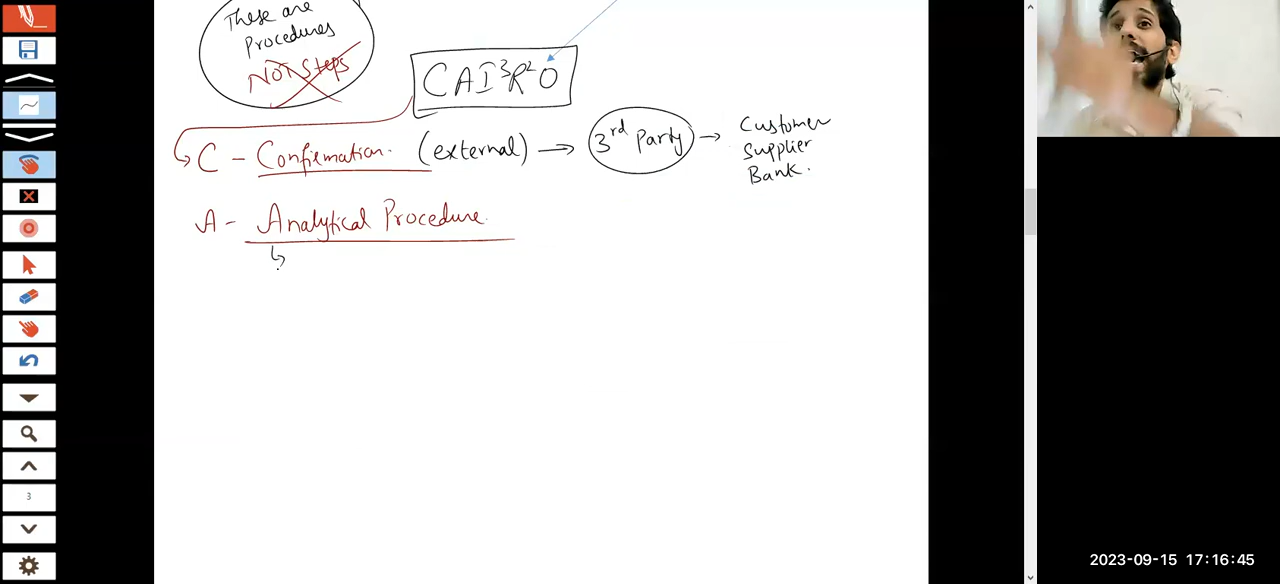 These are
Procedures
NOT Steps
CAI³R²O
C - Confirmation. (external) → 3rd Party → Customer
Supplier
Bank.
A - Analytical Procedure.
3
2023-09-15 17:16:45